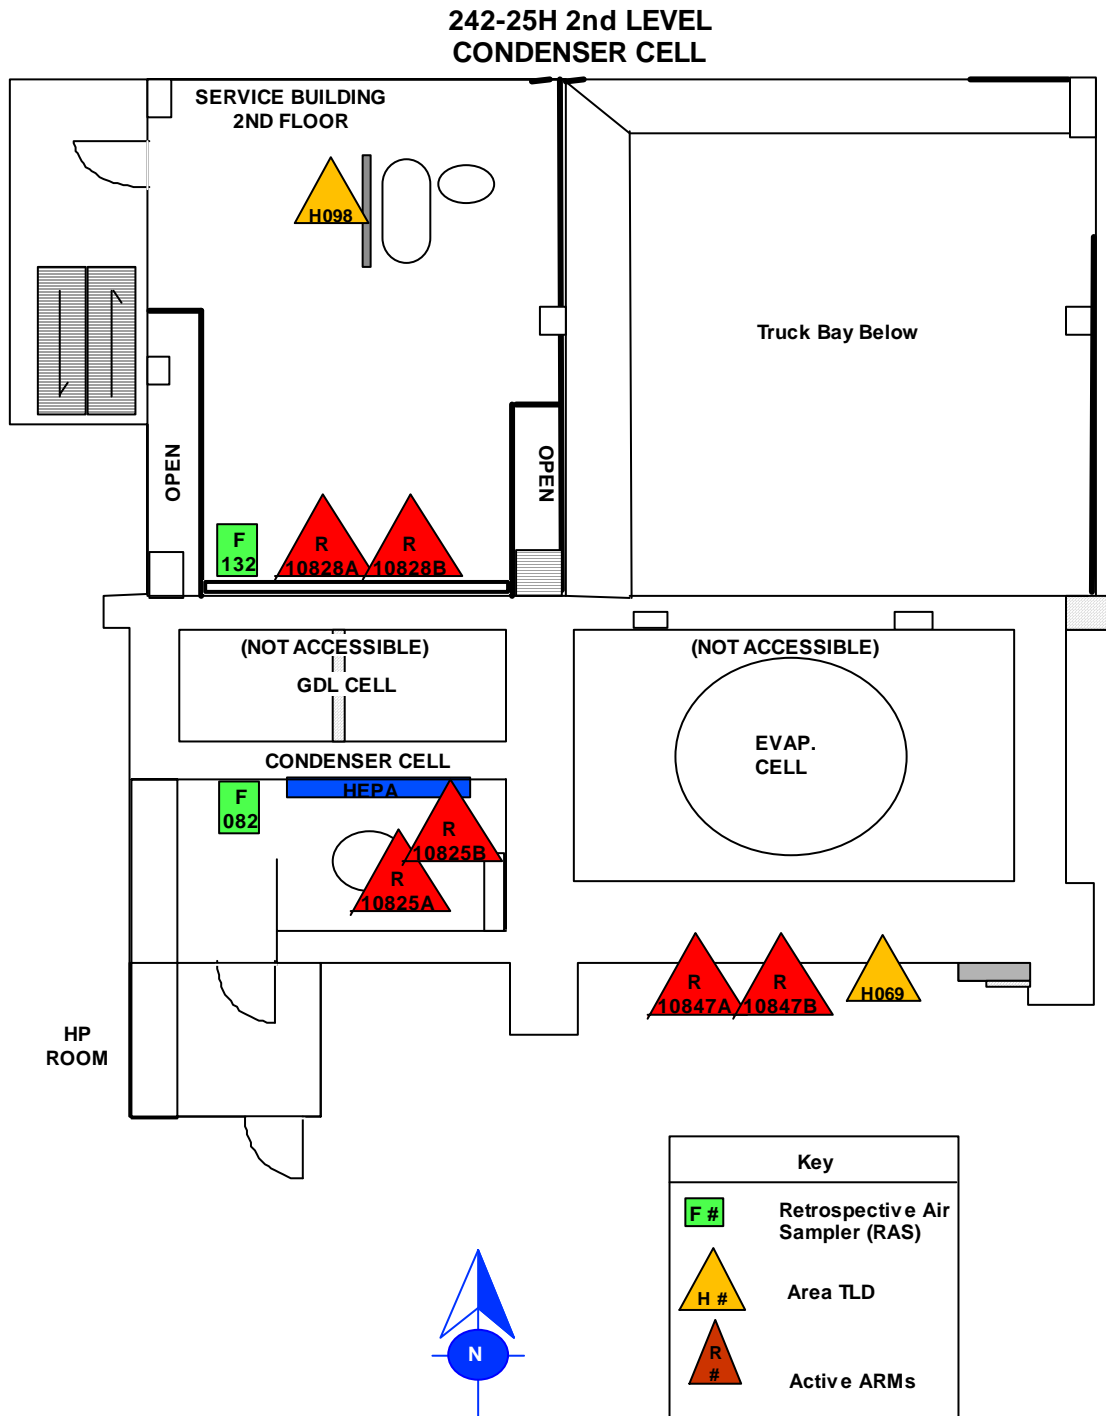 242-25H 2nd LEVEL
CONDENSER CELL
SERVICE BUILDING
2ND FLOOR
H098
Truck Bay Below
OPEN
OPEN
F
132
R
10828A
R
10828B
(NOT ACCESSIBLE)
GDL CELL
(NOT ACCESSIBLE)
EVAP.
CELL
CONDENSER CELL
HEPA
F
082
R
10825B
R
10825A
R
10847A
R
10847B
H069
HP
ROOM
Key
F #
Retrospective Air
Sampler (RAS)
H #
Area TLD
R
#
Active ARMs
N